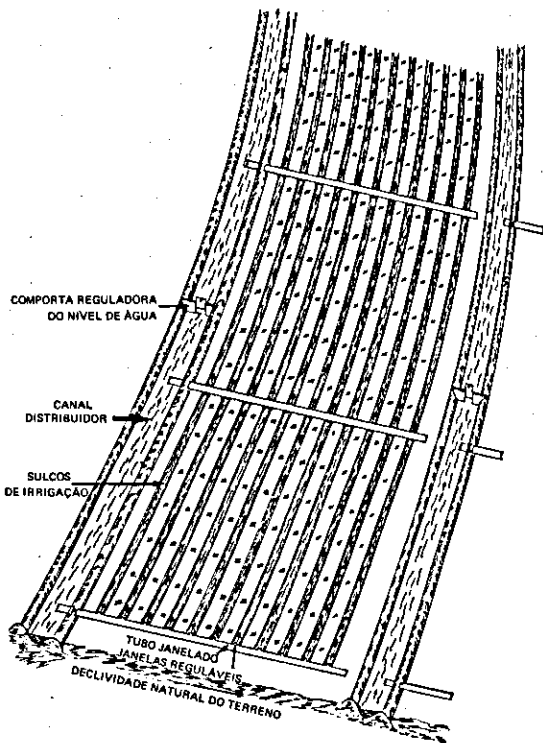 COMPORTA REGULADORA
DO NÍVEL DE ÁGUA
CANAL
DISTRIBUIDOR
SULCOS
DE IRRIGAÇÃO
TUBO JANELADO
JANELAS REGULÁVEIS
DECLIVIDADE NATURAL DO TERRENO